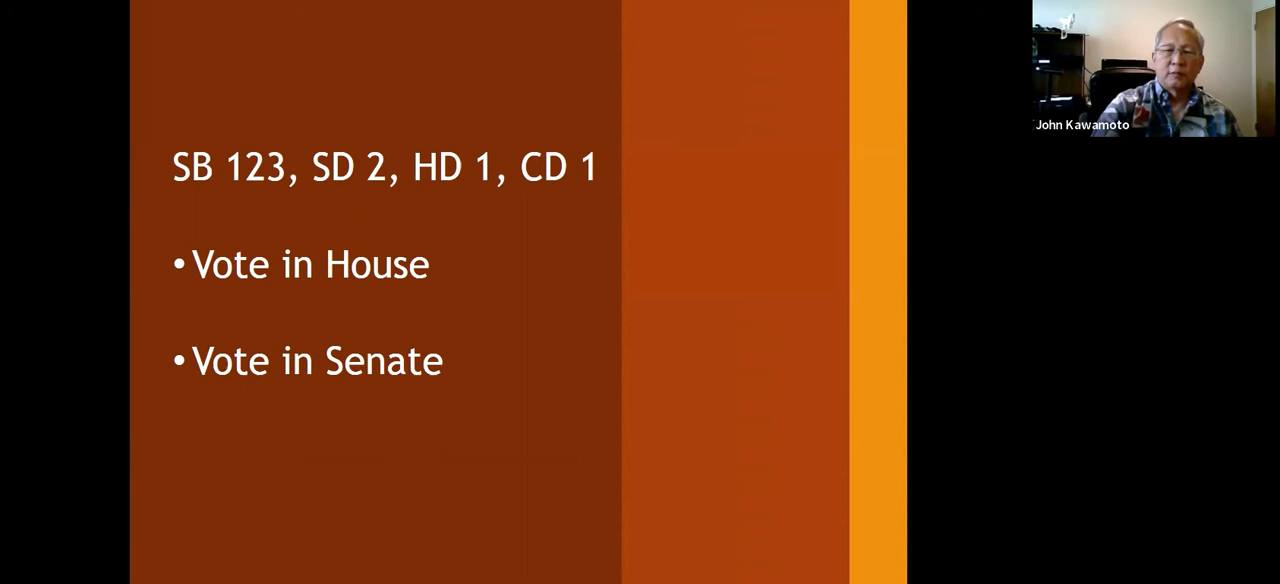 SB 123, SD 2, HD 1, CD 1
• Vote in House
• Vote in Senate
John Kawamoto